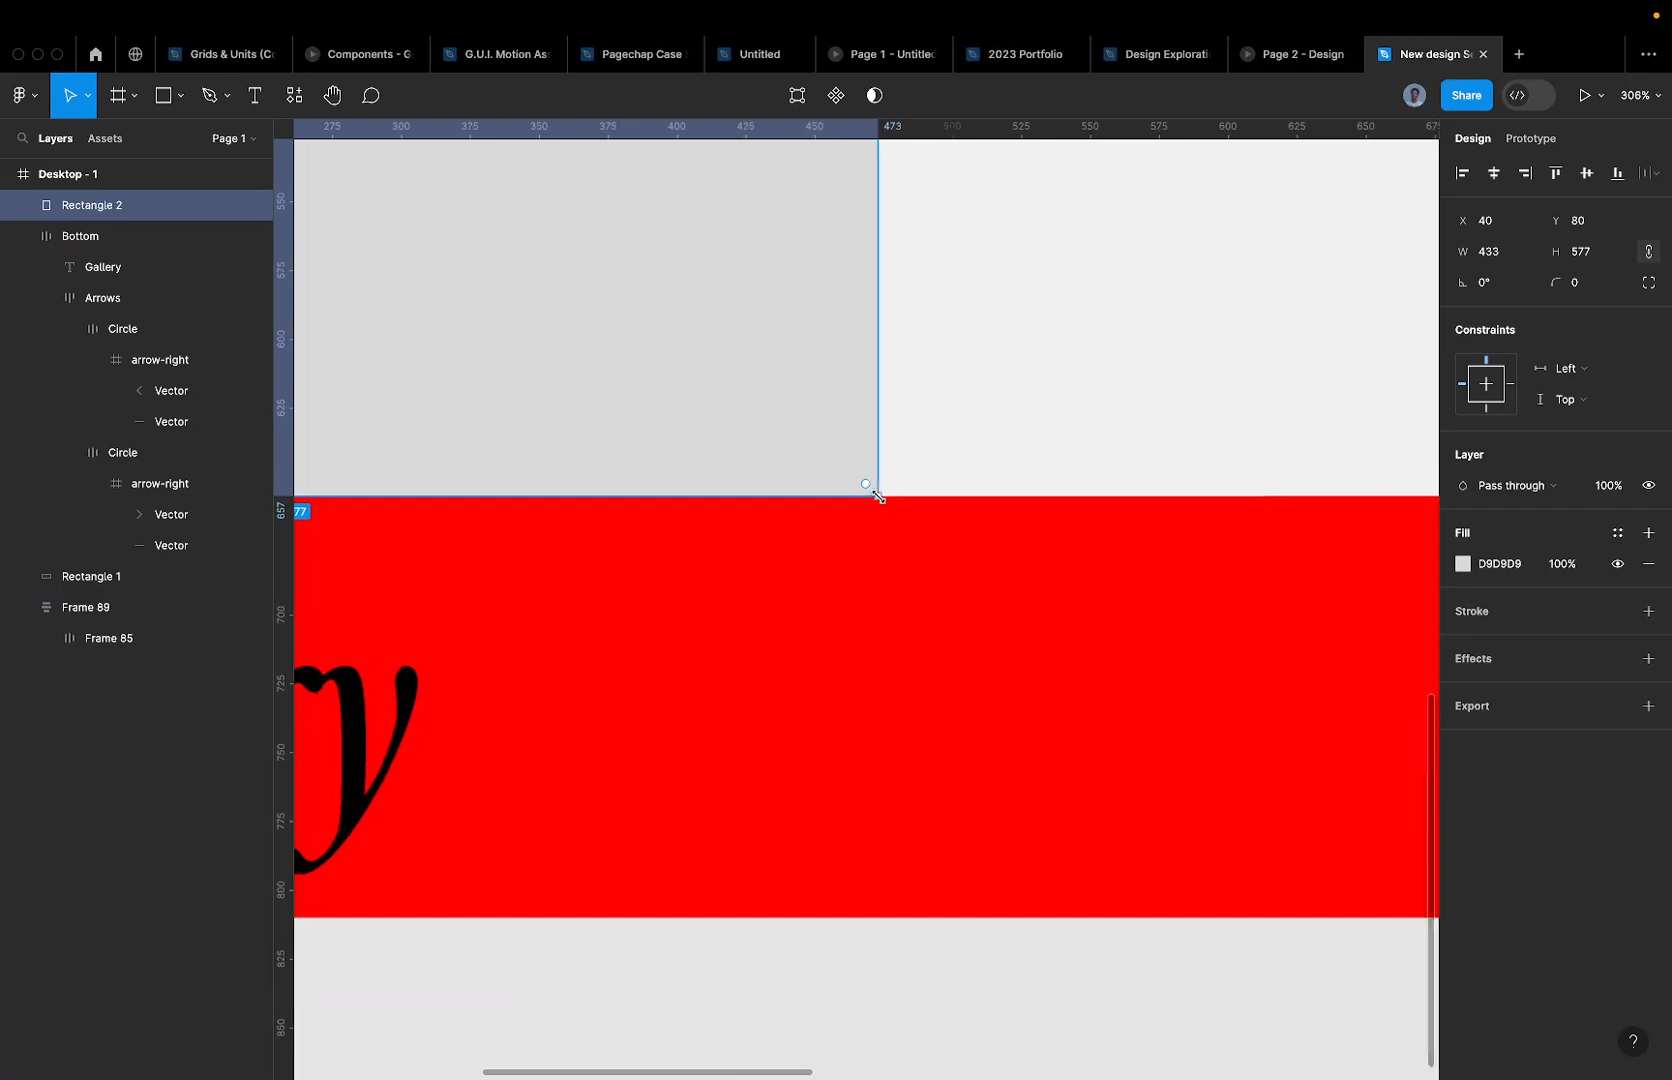 Grids & Units (Co
Components - G
G.U.I. Motion As
Pagechap Case
Untitled
Page 1 - Untitled
2023 Portfolio
Design Explorati
Page 2 - Design
New design Se
Share
306%
Layers
Assets
Page 1
275 300 325 350 375 400 425 450 473 500 525 550 575 600 625 650 675
Design
Prototype
Desktop - 1
Rectangle 2
Bottom
Gallery
Arrows
Circle
arrow-right
Vector
Vector
Circle
arrow-right
Vector
Vector
Rectangle 1
Frame 89
Frame 85
550
575
600
625
657
700
725
750
775
800
825
850
77
y
X 40
Y 80
W 433
H 577
0°
0
Constraints
Left
Top
Layer
Pass through
100%
Fill
D9D9D9
100%
Stroke
Effects
Export
?